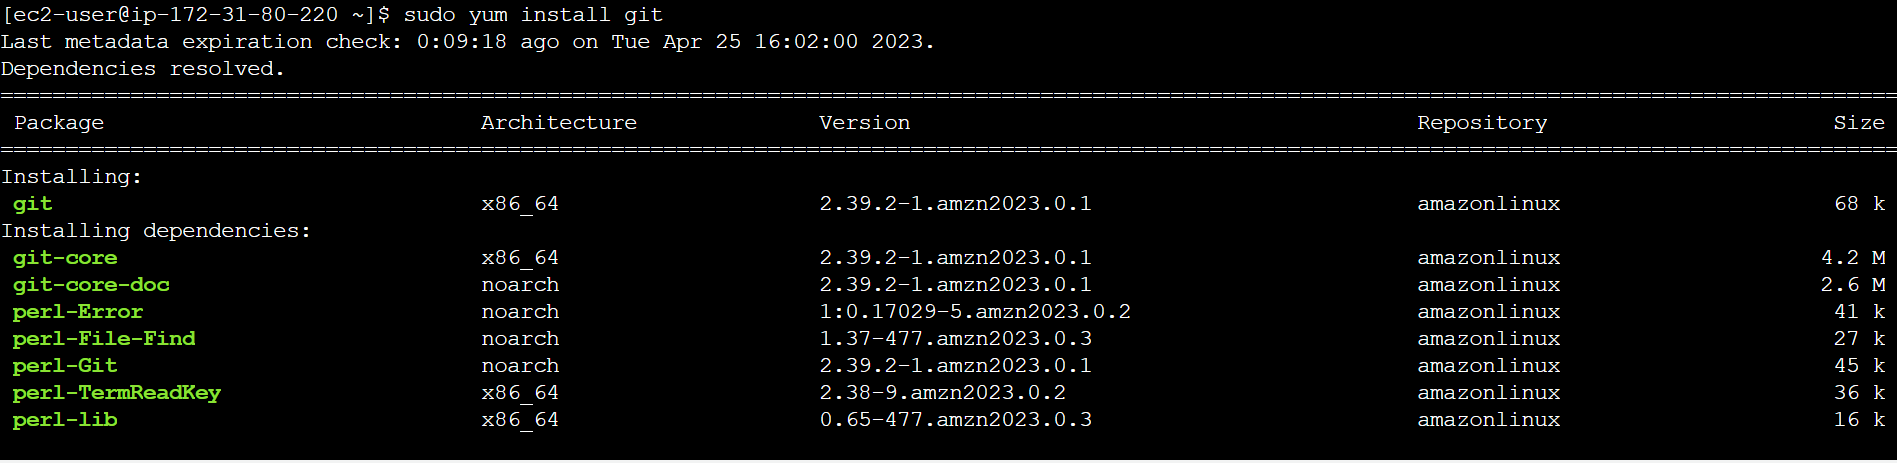 [ec2-user@ip-172-31-80-220 ~]$ sudo yum install git
Last metadata expiration check: 0:09:18 ago on Tue Apr 25 16:02:00 2023.
Dependencies resolved.
Package Architecture Version Repository Size
Installing:
git x86_64 2.39.2-1.amzn2023.0.1 amazonlinux 68 k
Installing dependencies:
git-core x86_64 2.39.2-1.amzn2023.0.1 amazonlinux 4.2 M
git-core-doc noarch 2.39.2-1.amzn2023.0.1 amazonlinux 2.6 M
perl-Error noarch 1:0.17029-5.amzn2023.0.2 amazonlinux 41 k
perl-File-Find noarch 1.37-477.amzn2023.0.3 amazonlinux 27 k
perl-Git noarch 2.39.2-1.amzn2023.0.1 amazonlinux 45 k
perl-TermReadKey x86_64 2.38-9.amzn2023.0.2 amazonlinux 36 k
perl-lib x86_64 0.65-477.amzn2023.0.3 amazonlinux 16 k